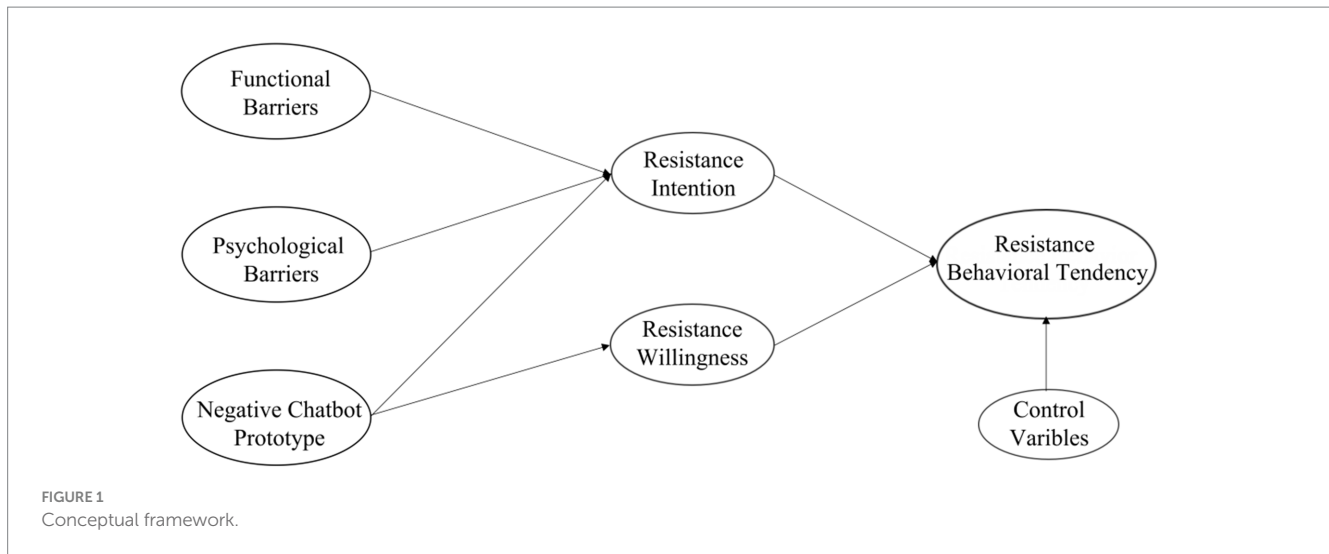 Functional
Barriers
Psychological
Barriers
Negative Chatbot
Prototype
Resistance
Intention
Resistance
Willingness
Resistance
Behavioral Tendency
Control
Varibles
FIGURE 1
Conceptual framework.